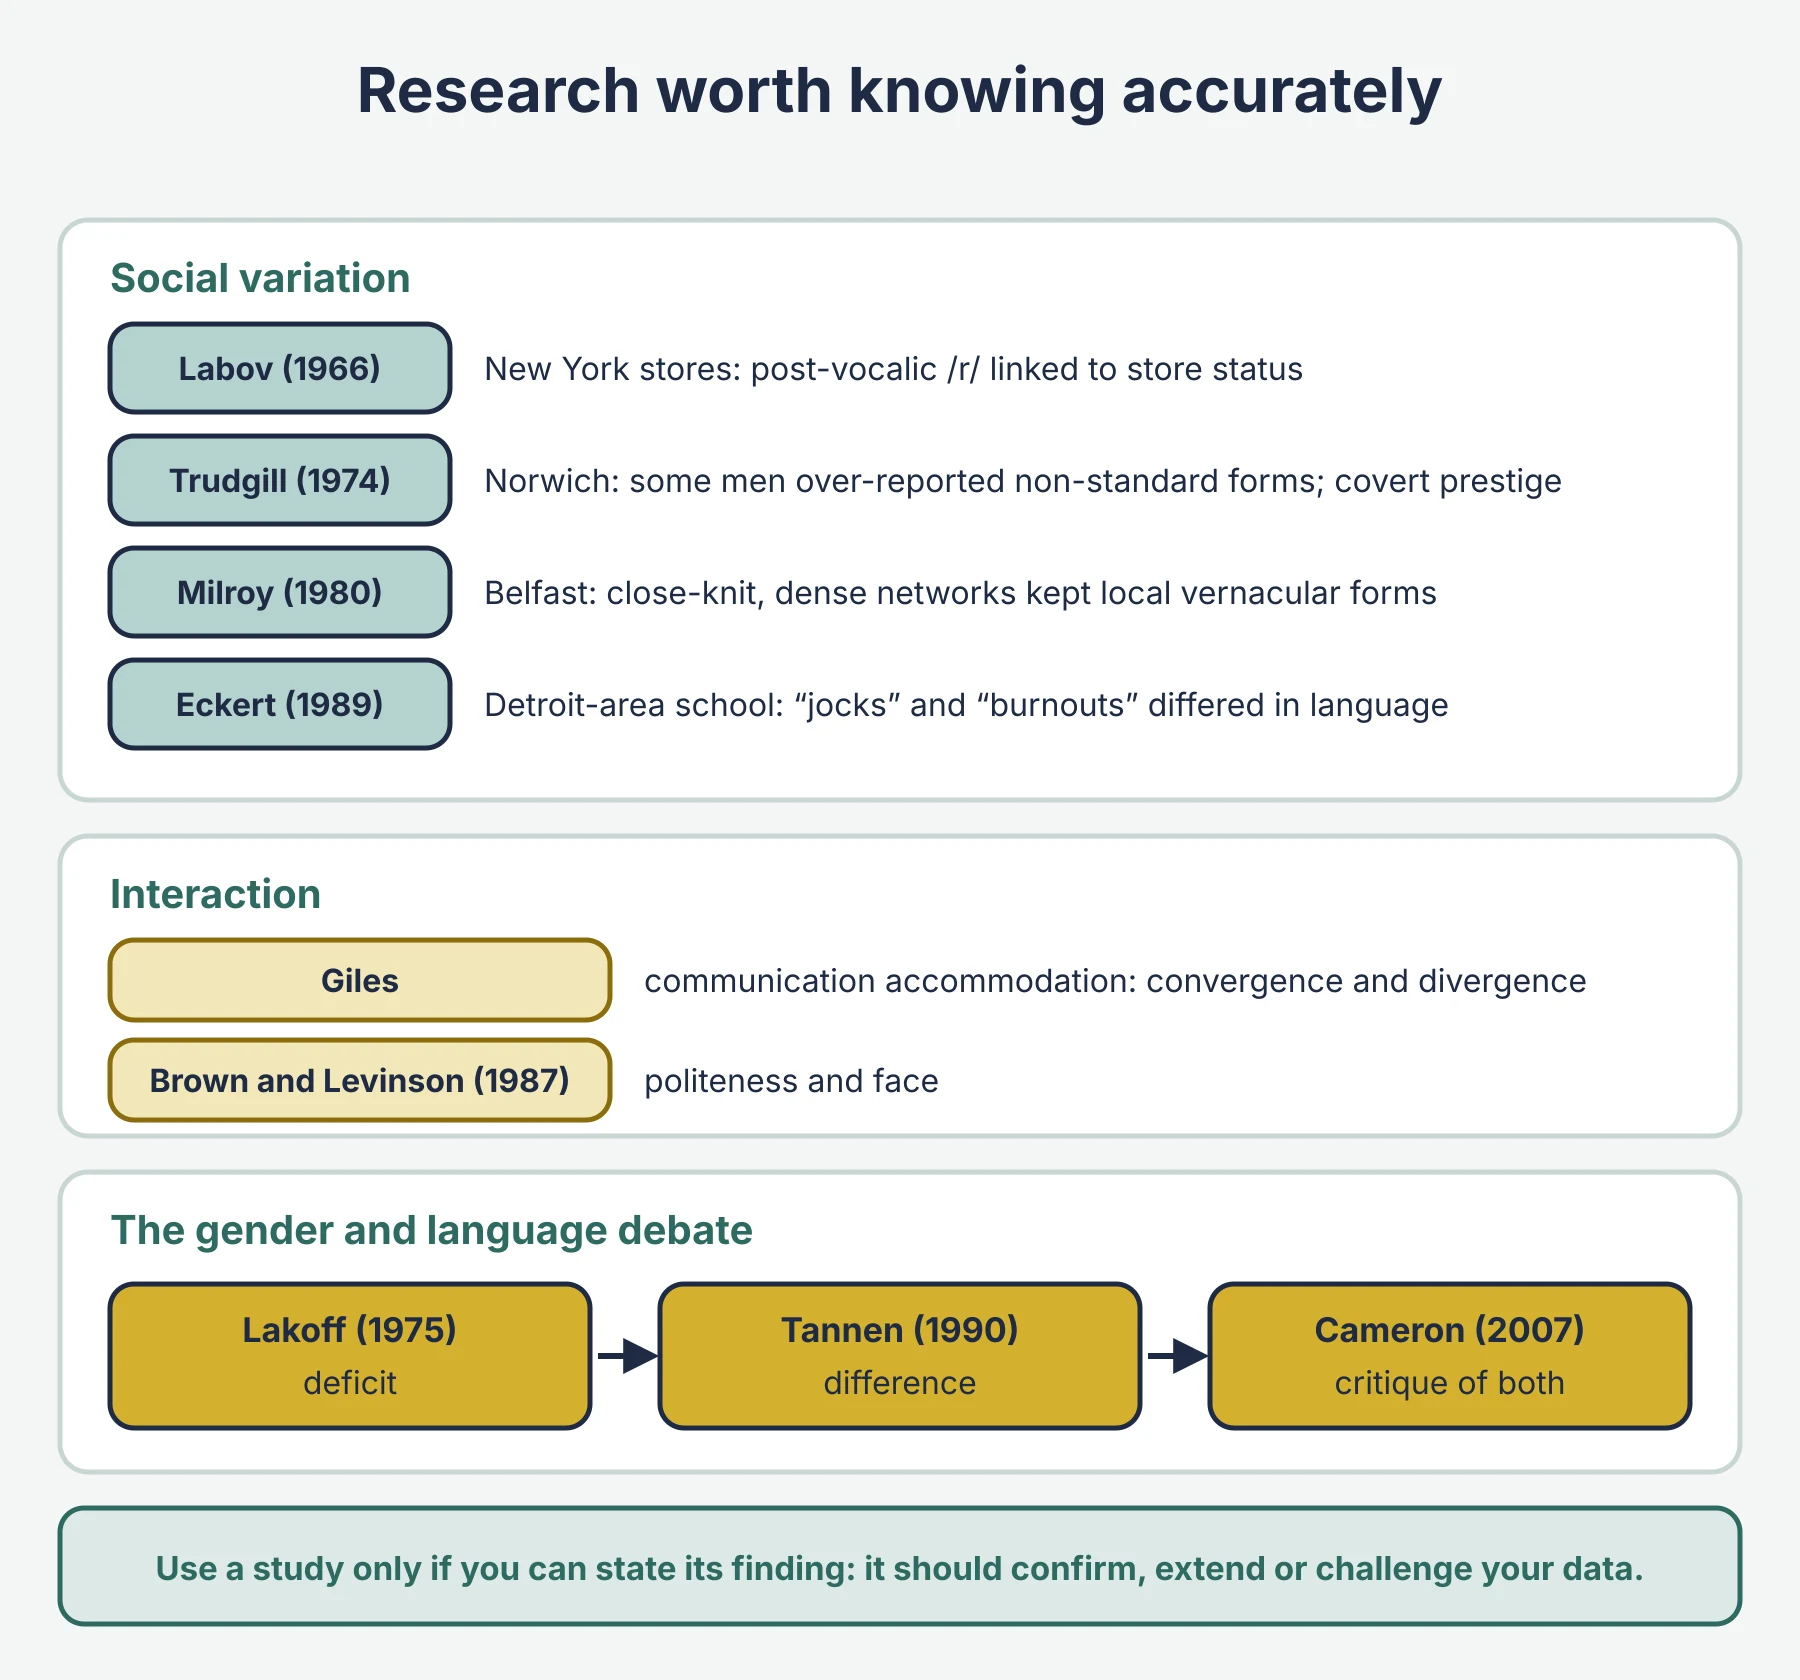 Research worth knowing accurately
Social variation
Labov (1966)
New York stores: post-vocalic /r/ linked to store status
Trudgill (1974)
Norwich: some men over-reported non-standard forms; covert prestige
Milroy (1980)
Belfast: close-knit, dense networks kept local vernacular forms
Eckert (1989)
Detroit-area school: “jocks” and “burnouts” differed in language
Interaction
Giles
communication accommodation: convergence and divergence
Brown and Levinson (1987)
politeness and face
The gender and language debate
Lakoff (1975)
deficit
Tannen (1990)
difference
Cameron (2007)
critique of both
Use a study only if you can state its finding: it should confirm, extend or challenge your data.